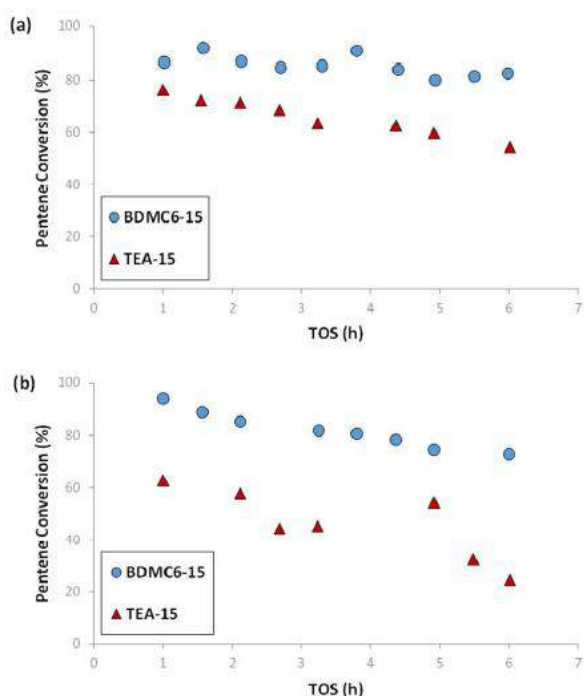 (a)
100
80
60
40
20
0
Pentene Conversion (%)
BDMC6-15
TEA-15
0 1 2 3 4 5 6 7
TOS (h)
(b)
100
80
60
40
20
0
Pentene Conversion (%)
BDMC6-15
TEA-15
0 1 2 3 4 5 6 7
TOS (h)